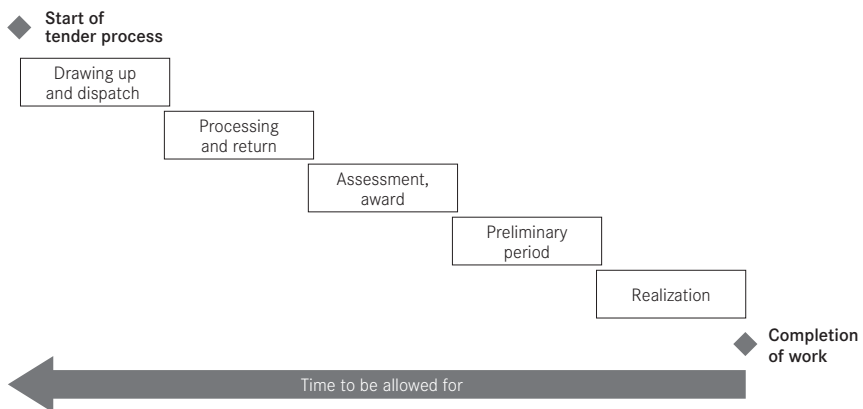 Start of
tender process
Drawing up
and dispatch
Processing
and return
Assessment,
award
Preliminary
period
Realization
Completion
of work
Time to be allowed for